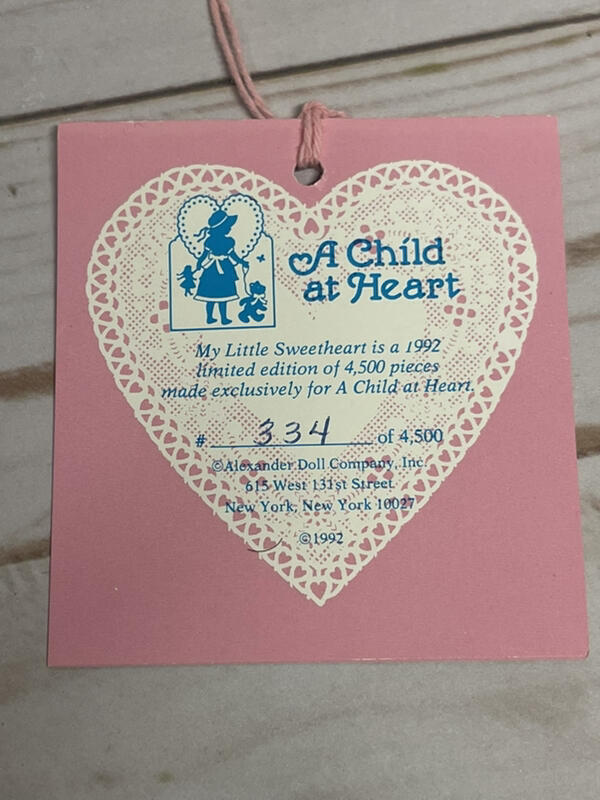 A Child
at Heart
My Little Sweetheart is a 1992
limited edition of 4,500 pieces
made exclusively for A Child at Heart.
# 334 of 4,500
©Alexander Doll Company, Inc.
615 West 131st Street
New York, New York 10027
©1992